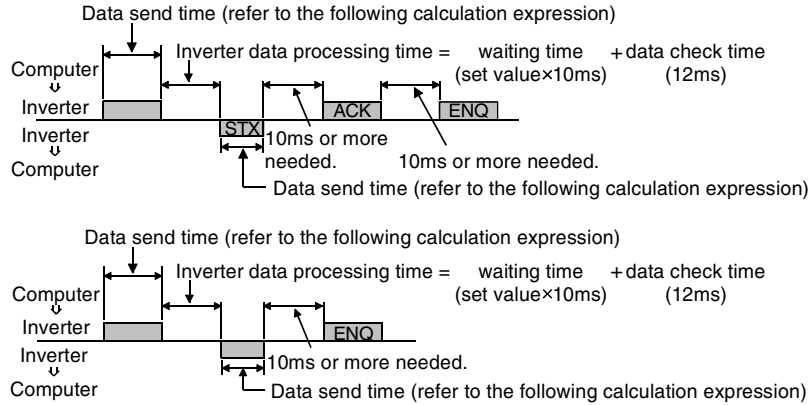 Data send time (refer to the following calculation expression)
Inverter data processing time = waiting time + data check time
(set value×10ms) (12ms)
Computer
⇩
Inverter
Inverter
⇩
Computer
ACK
ENQ
STX
10ms or more
needed.
10ms or more needed.
Data send time (refer to the following calculation expression)
Data send time (refer to the following calculation expression)
Inverter data processing time = waiting time + data check time
(set value×10ms) (12ms)
Computer
⇩
Inverter
Inverter
⇩
Computer
ENQ
10ms or more needed.
Data send time (refer to the following calculation expression)